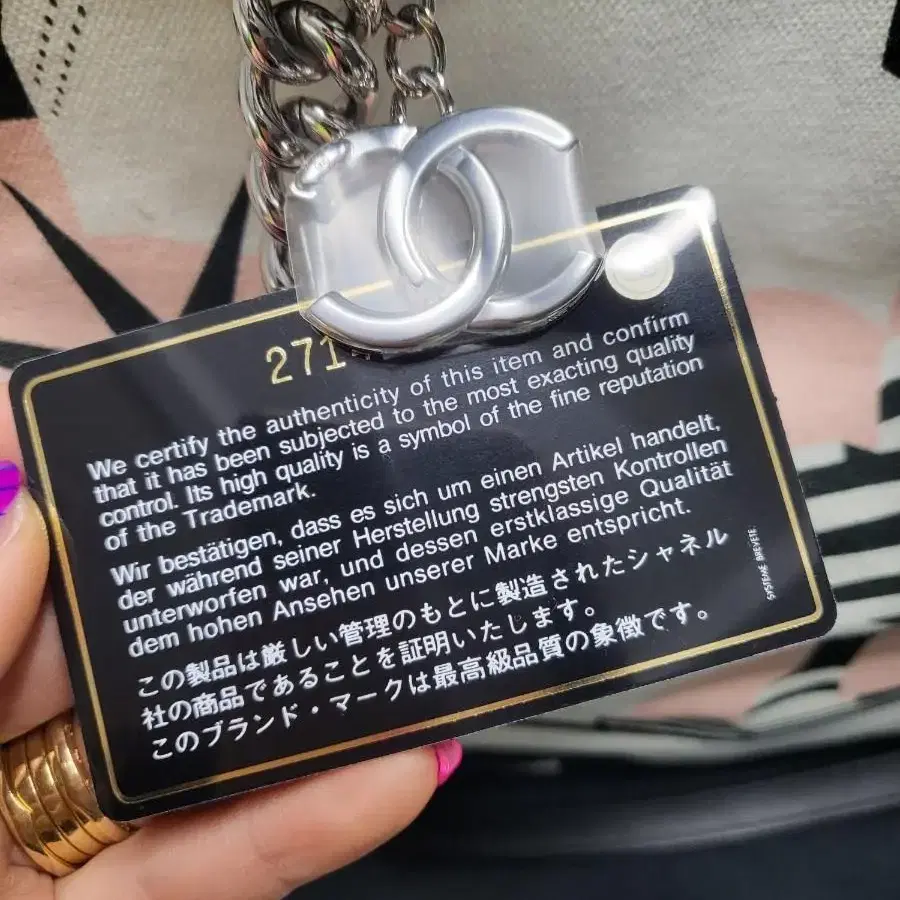 271
We certify the authenticity of this item and confirm
that it has been subjected to the most exacting quality
control. Its high quality is a symbol of the fine reputation
of the Trademark.
Wir bestätigen, dass es sich um einen Artikel handelt,
der während seiner Herstellung strengsten Kontrollen
unterworfen war, und dessen erstklassige Qualität
dem hohen Ansehen unserer Marke entspricht.
この製品は厳しい管理のもとに製造されたシャネル
社の商品であることを証明いたします。
このブランド・マークは最高級品質の象徴です。
SYSTEME BREVETE